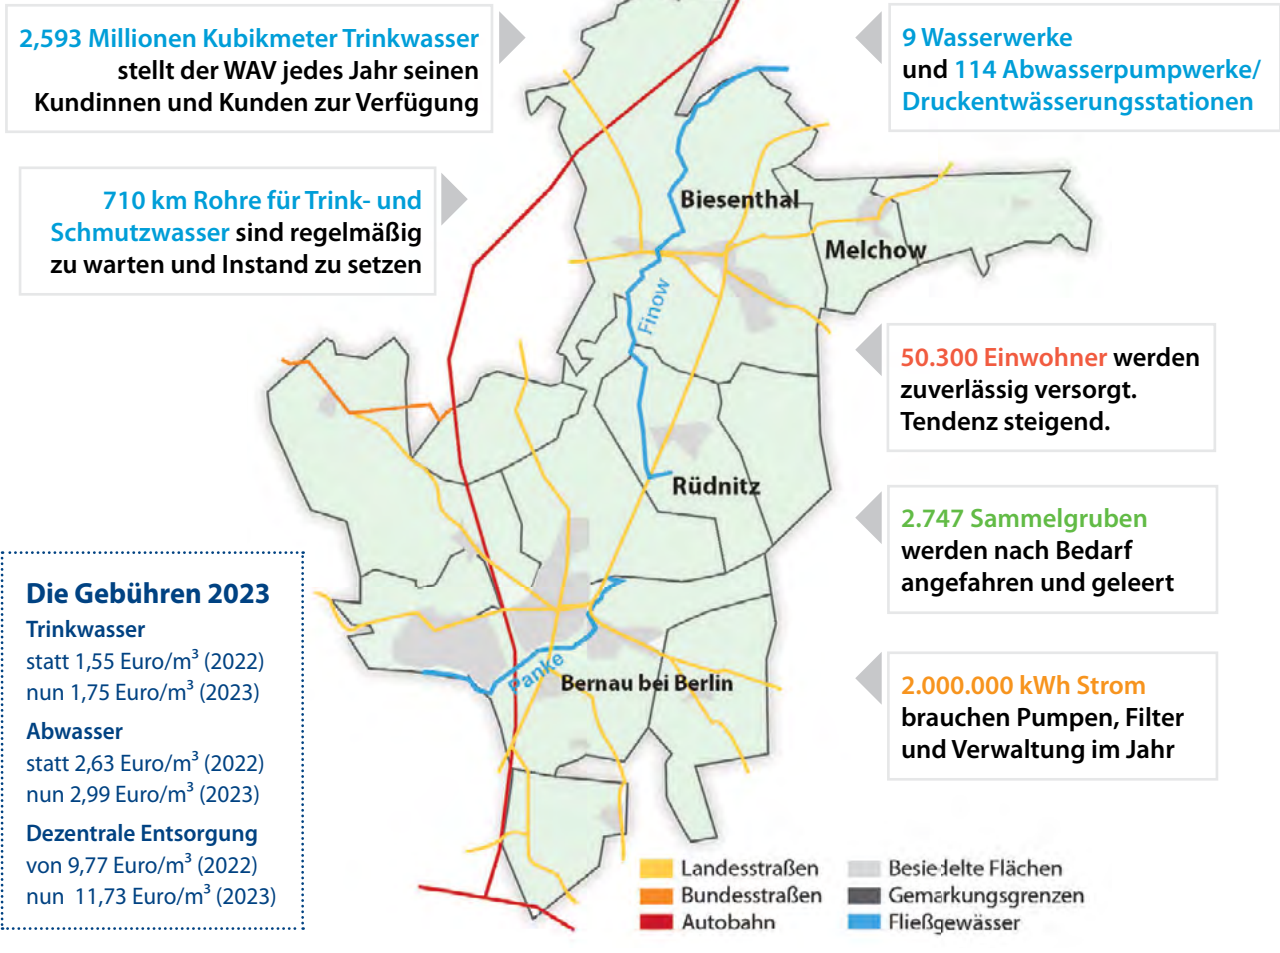 2,593 Millionen Kubikmeter Trinkwasser
stellt der WAV jedes Jahr seinen
Kundinnen und Kunden zur Verfügung
9 Wasserwerke
und 114 Abwasserpumpwerke/
Druckentwässerungsstationen
710 km Rohre für Trink- und
Schmutzwasser sind regelmäßig
zu warten und Instand zu setzen
Biesenthal
Melchow
Finow
50.300 Einwohner werden
zuverlässig versorgt.
Tendenz steigend.
Rüdnitz
2.747 Sammelgruben
werden nach Bedarf
angefahren und geleert
Panke
Bernau bei Berlin
2.000.000 kWh Strom
brauchen Pumpen, Filter
und Verwaltung im Jahr
Die Gebühren 2023
Trinkwasser
statt 1,55 Euro/m³ (2022)
nun 1,75 Euro/m³ (2023)
Abwasser
statt 2,63 Euro/m³ (2022)
nun 2,99 Euro/m³ (2023)
Dezentrale Entsorgung
von 9,77 Euro/m³ (2022)
nun 11,73 Euro/m³ (2023)
Landesstraßen
Bundesstraßen
Autobahn
Besiedelte Flächen
Gemarkungsgrenzen
Fließgewässer